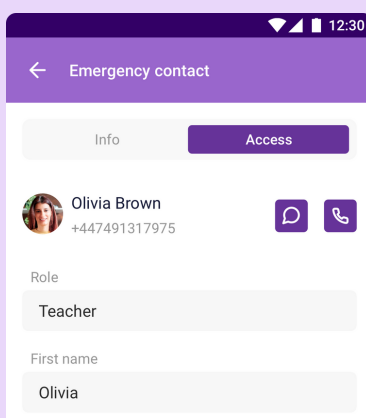 12:30
Emergency contact
Info
Access
Olivia Brown
+447491317975
Role
Teacher
First name
Olivia